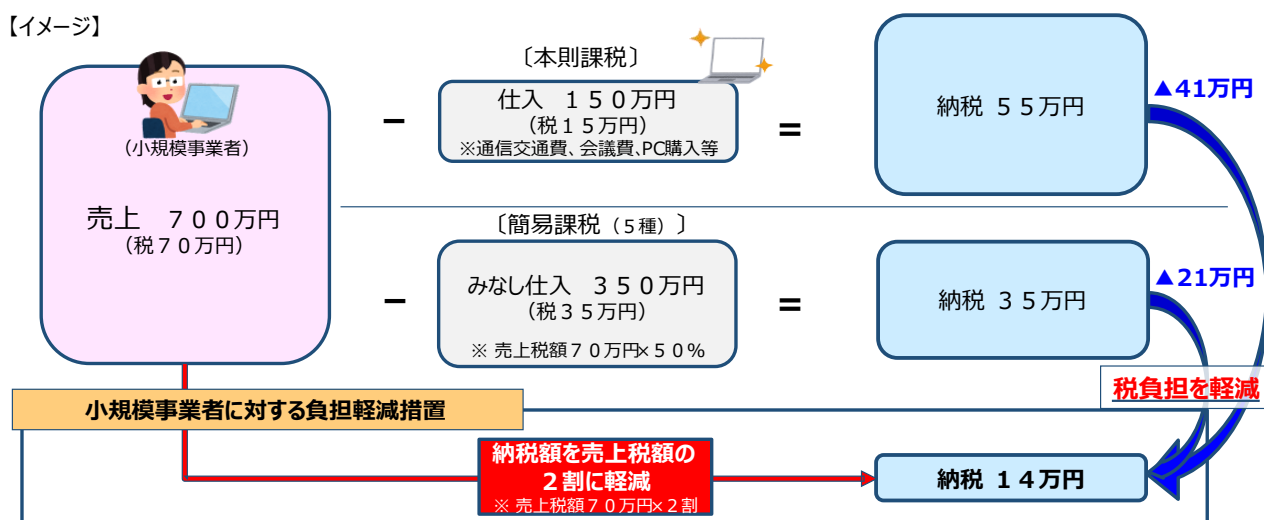 【イメージ】
(小規模事業者)
売上 700万円
(税70万円)
〔本則課税〕
－
仕入 150万円
(税15万円)
※通信交通費、会議費、PC購入等
＝
納税 55万円
▲41万円
〔簡易課税(5種)〕
－
みなし仕入 350万円
(税35万円)
※ 売上税額70万円×50%
＝
納税 35万円
▲21万円
税負担を軽減
小規模事業者に対する負担軽減措置
納税額を売上税額の
2割に軽減
※ 売上税額70万円×2割
納税 14万円